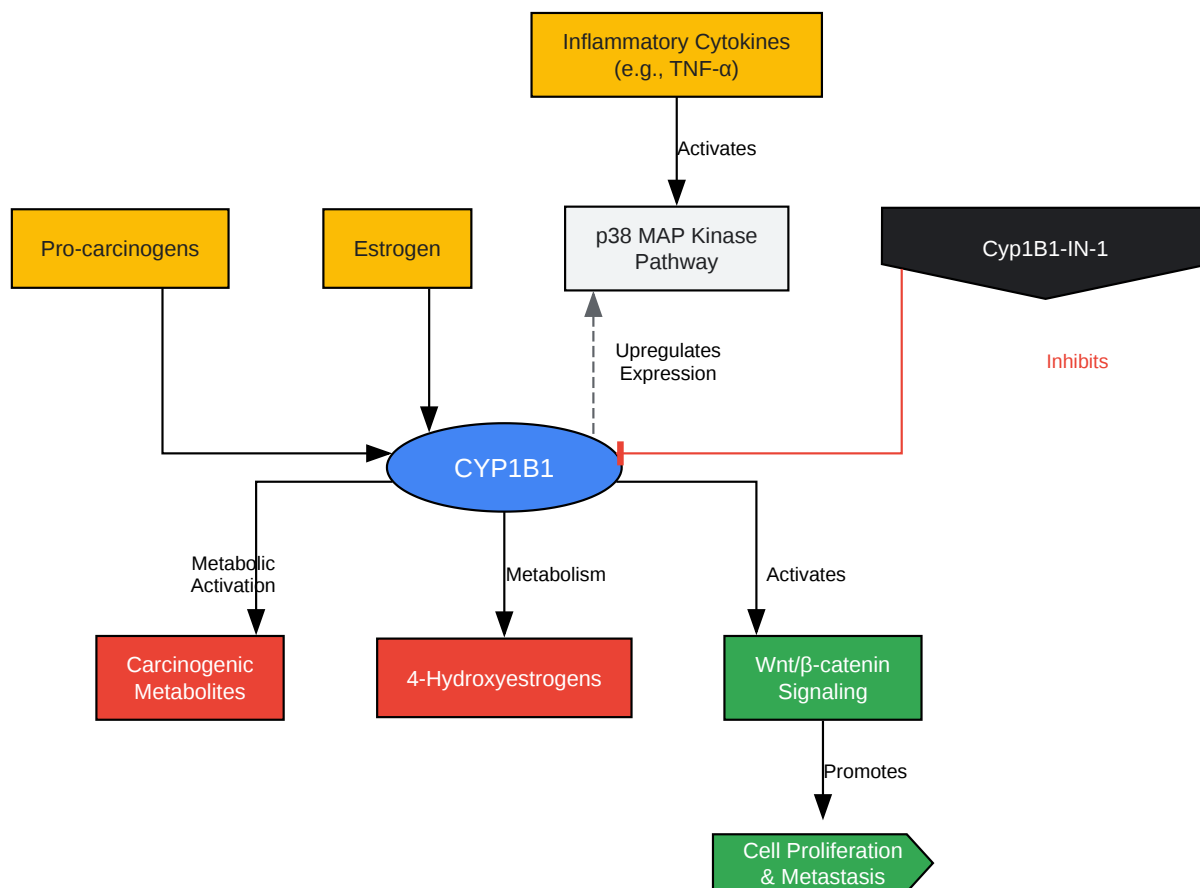 Inflammatory Cytokines
(e.g., TNF-α)
Activates
Pro-carcinogens
Estrogen
p38 MAP Kinase
Pathway
Cyp1B1-IN-1
Upregulates
Expression
Inhibits
CYP1B1
Metabolic
Activation
Metabolism
Activates
Carcinogenic
Metabolites
4-Hydroxyestrogens
Wnt/β-catenin
Signaling
Promotes
Cell Proliferation
& Metastasis